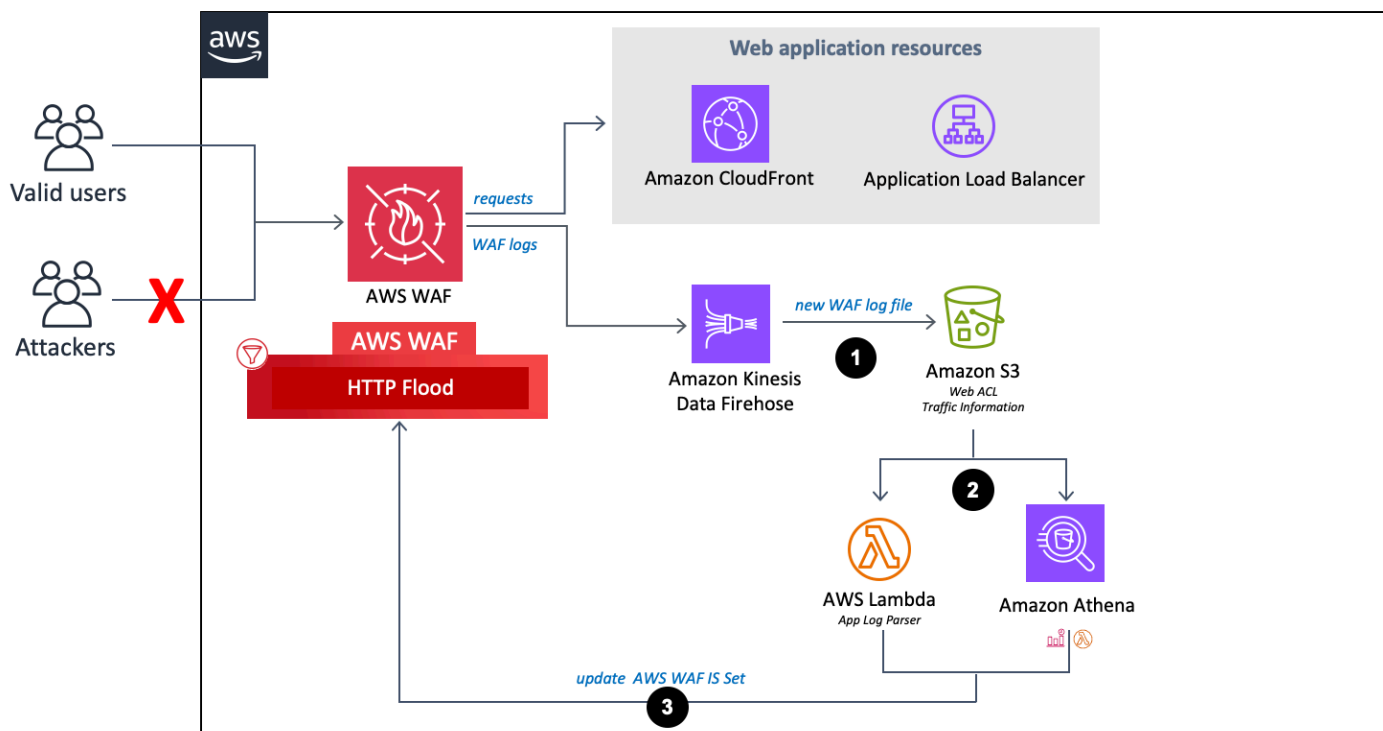 aws
Web application resources
Valid users
Attackers
X
AWS WAF
requests
WAF logs
Amazon CloudFront
Application Load Balancer
AWS WAF
HTTP Flood
Amazon Kinesis
Data Firehose
new WAF log file
1
Amazon S3
Web ACL
Traffic Information
2
AWS Lambda
App Log Parser
Amazon Athena
update AWS WAF IS Set
3